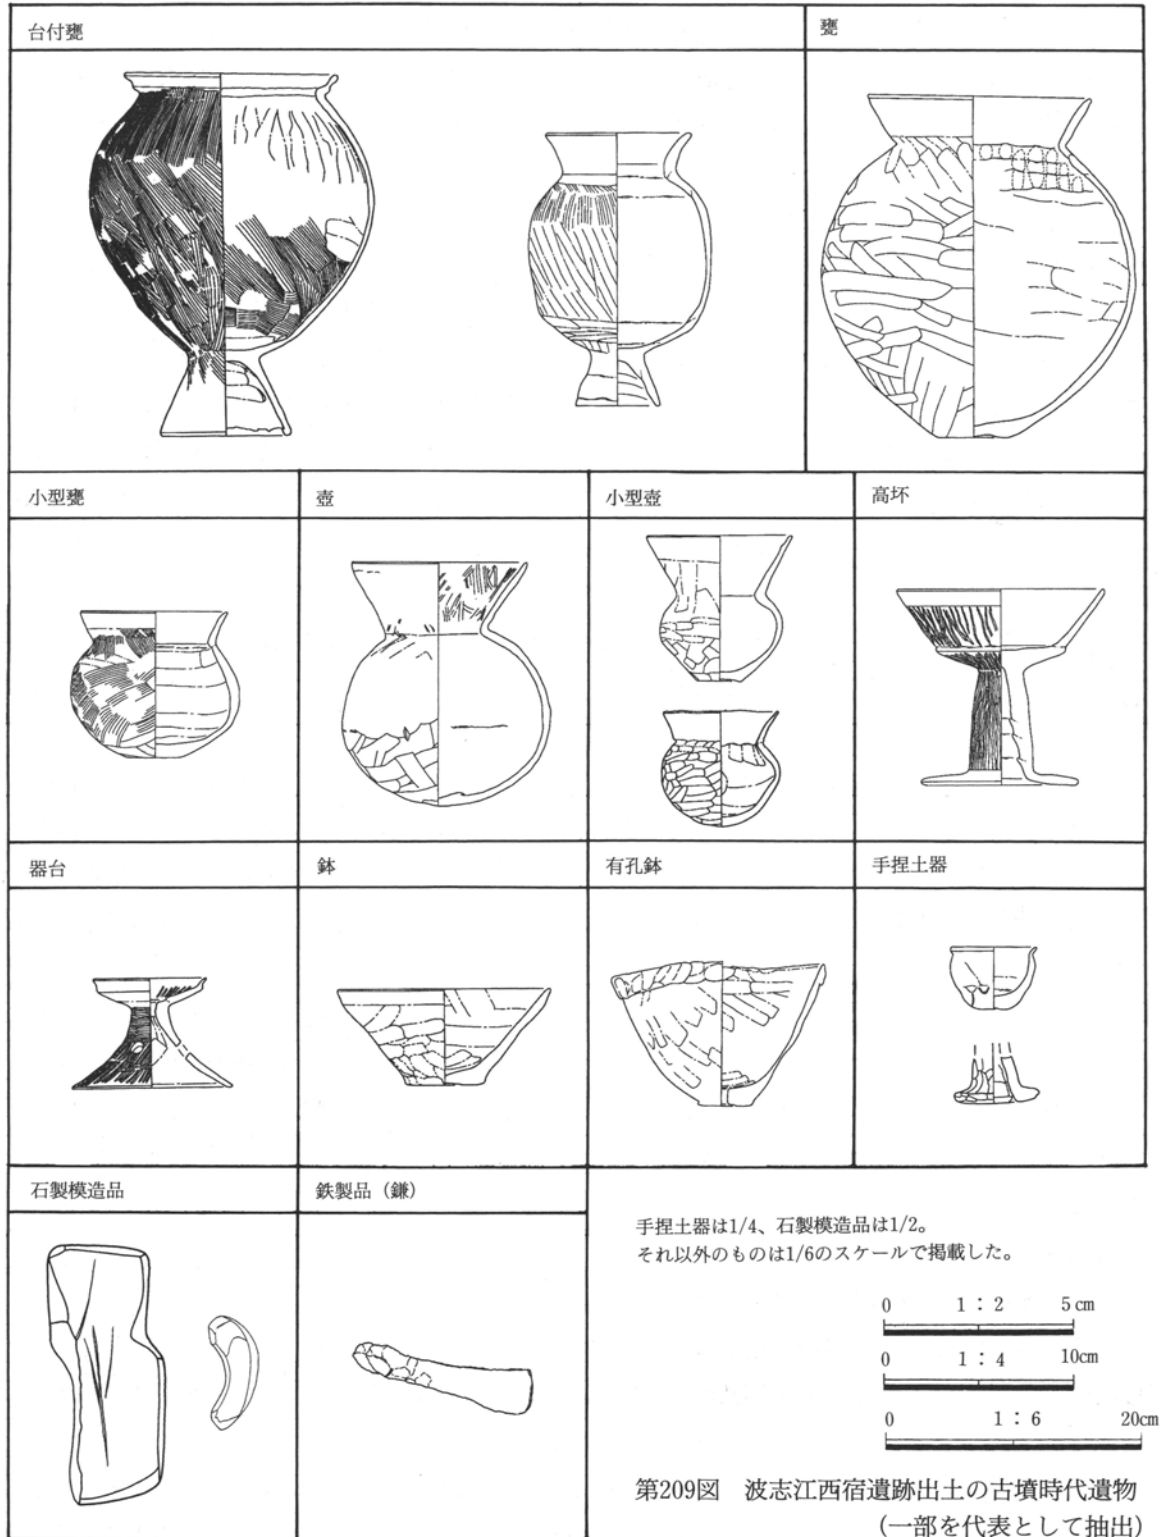 台付甕
甕
小型甕
壺
小型壺
高坏
器台
鉢
有孔鉢
手捏土器
石製模造品
鉄製品（鎌）
手捏土器は1/4、石製模造品は1/2。
それ以外のものは1/6のスケールで掲載した。
0 1：2 5cm
0 1：4 10cm
0 1：6 20cm
第209図 波志江西宿遺跡出土の古墳時代遺物
(一部を代表として抽出)